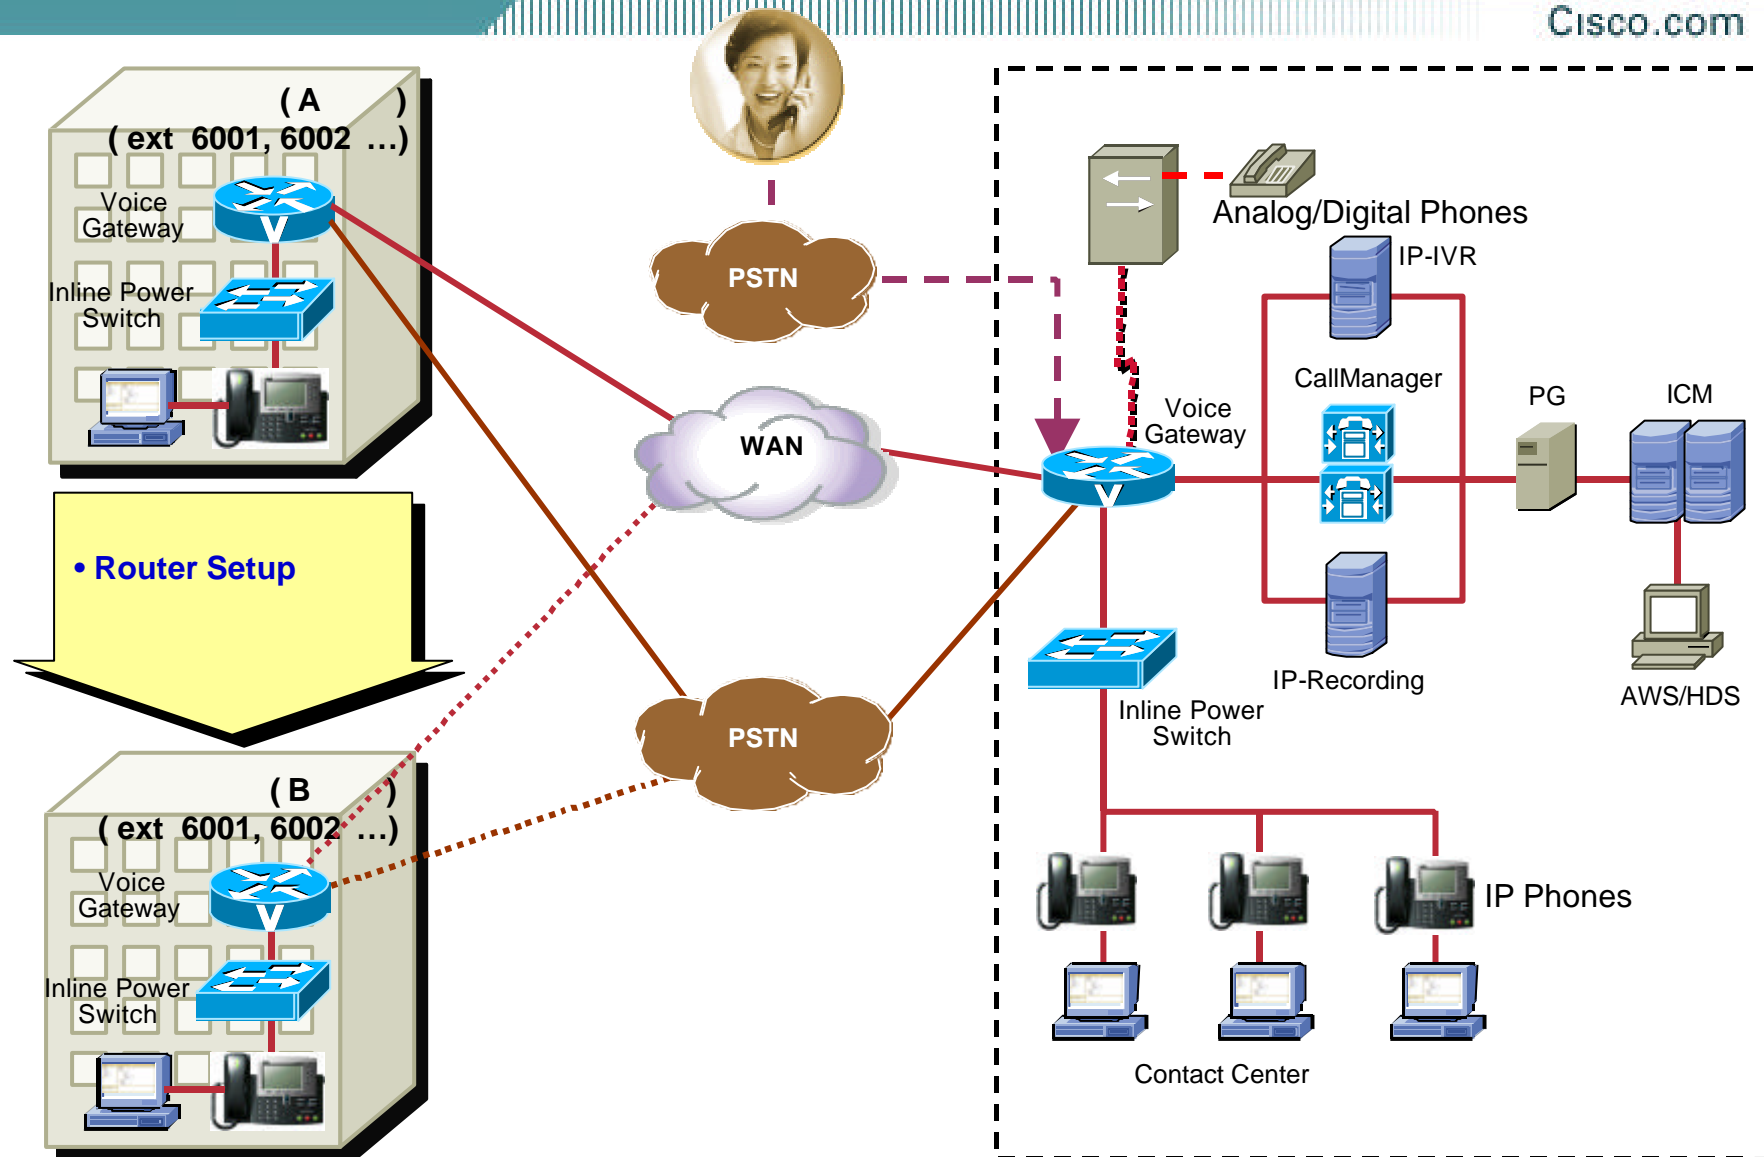 Cisco.com
( A )
( ext 6001, 6002 …)
Voice
Gateway
Inline Power
Switch
• Router Setup
( B )
( ext 6001, 6002 …)
Voice
Gateway
Inline Power
Switch
PSTN
WAN
PSTN
Analog/Digital Phones
IP-IVR
CallManager
Voice
Gateway
PG
ICM
IP-Recording
AWS/HDS
Inline Power
Switch
IP Phones
Contact Center